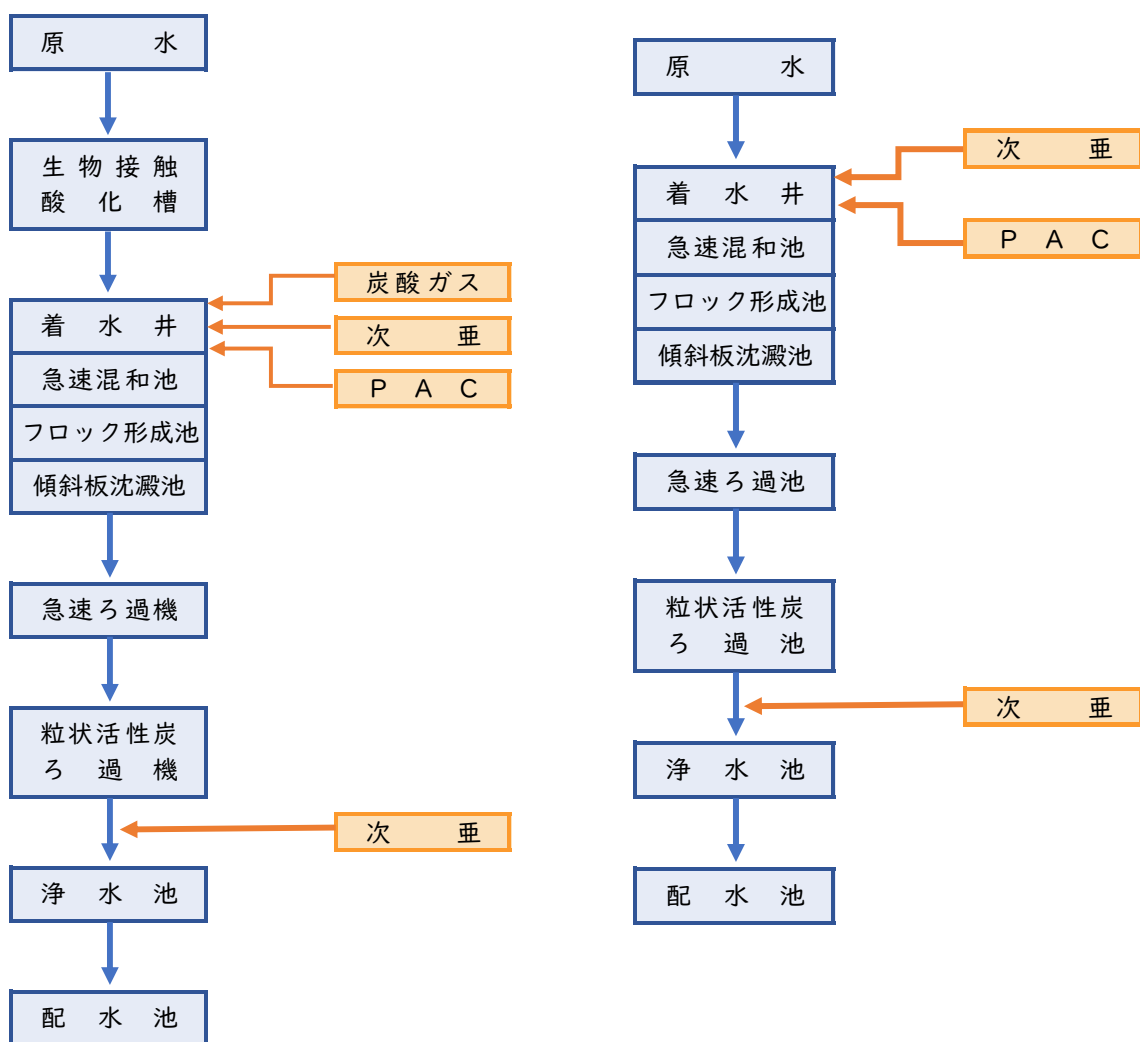 原 水
生物接触
酸化槽
炭酸ガス
着水井
次亜
急速混和池
PAC
フロック形成池
傾斜板沈澱池
急速ろ過機
粒状活性炭
ろ過機
次亜
浄水池
配水池
原 水
次亜
着水井
PAC
急速混和池
フロック形成池
傾斜板沈澱池
急速ろ過池
粒状活性炭
ろ過池
次亜
浄水池
配水池